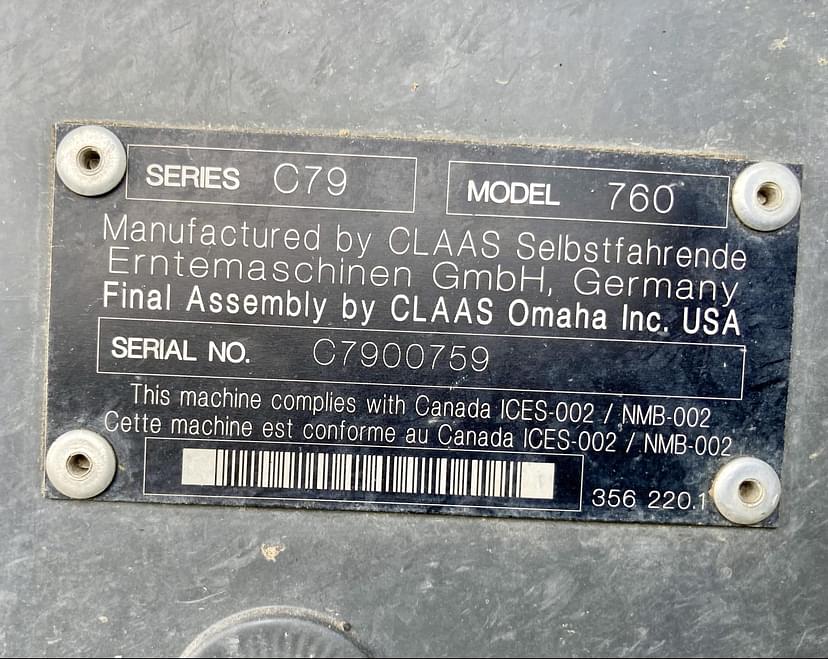 SERIES C79
MODEL 760
Manufactured by CLAAS Selbstfahrende
Erntemaschinen GmbH, Germany
Final Assembly by CLAAS Omaha Inc. USA
SERIAL NO. C7900759
This machine complies with Canada ICES-002 / NMB-002
Cette machine est conforme au Canada ICES-002 / NMB-002
356 220.1